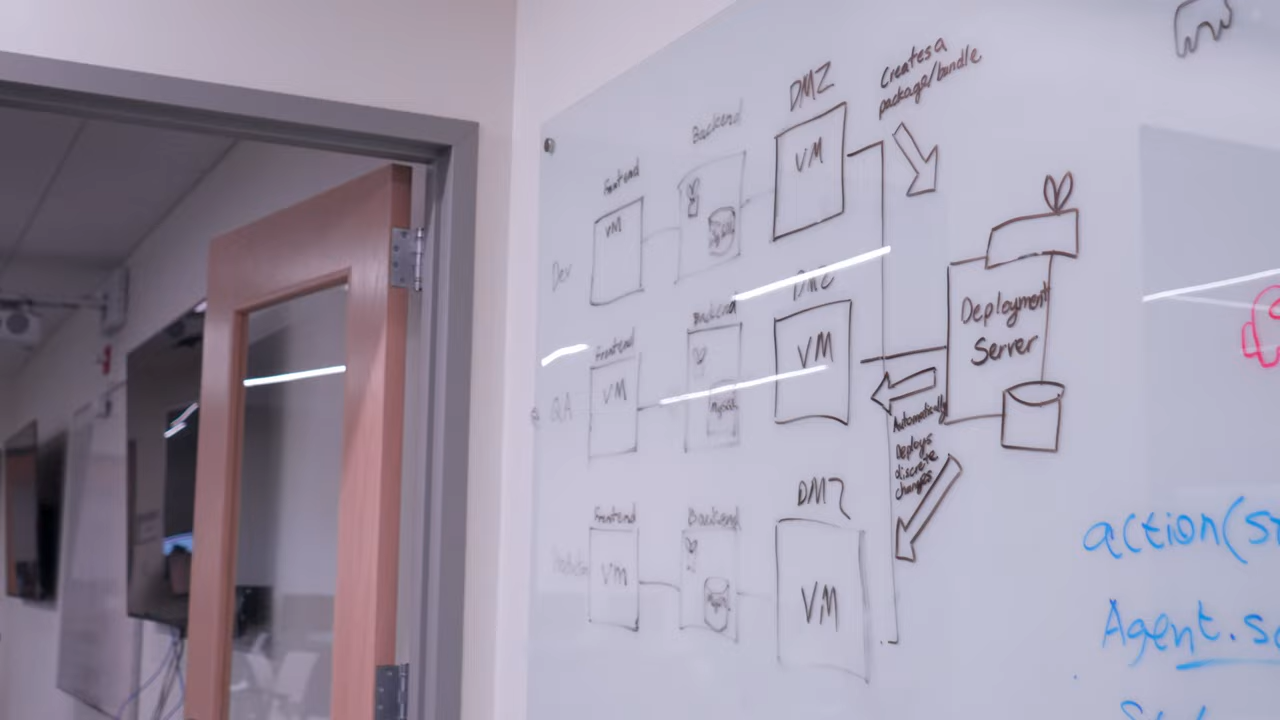 Creates a
package/bundle
DMZ
VM
Backend
Frontend
VM
Dev
DMZ
VM
Backend
Frontend
VM
QA
Deployment
Server
Automatically
Deploys
discrete
changes
DMZ
VM
Backend
Frontend
VM
action(
Agent.